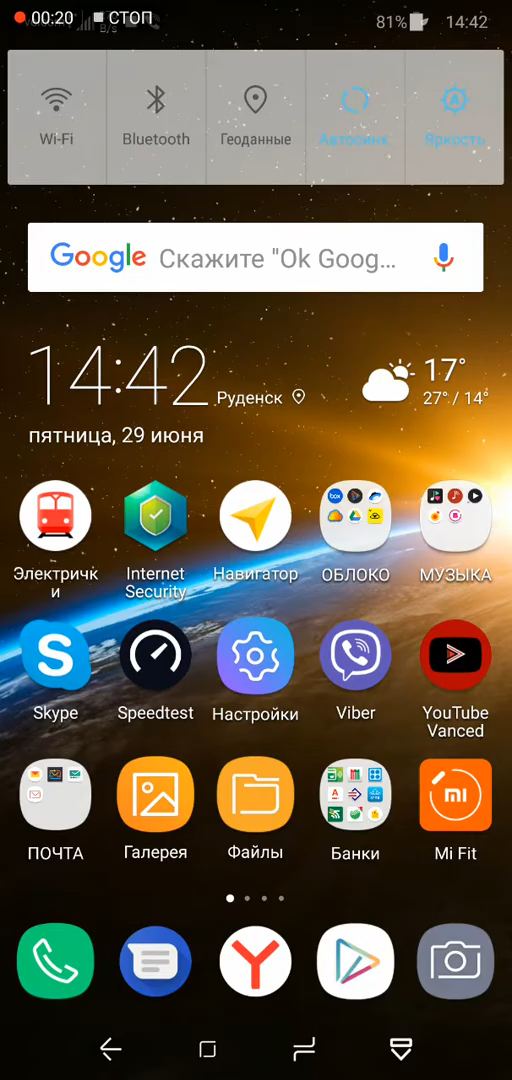 00:20 СТОП 81% 14:42
B/s
Wi-Fi Bluetooth Геоданные Автосинх. Яркость
Google Скажите "Ok Goog...
14:42 Руденск 17°
27° / 14°
пятница, 29 июня
Электричк
и
Internet
Security
Навигатор
ОБЛОКО
МУЗЫКА
Skype
Speedtest
Настройки
Viber
YouTube
Vanced
ПОЧТА
Галерея
Файлы
Банки
Mi Fit